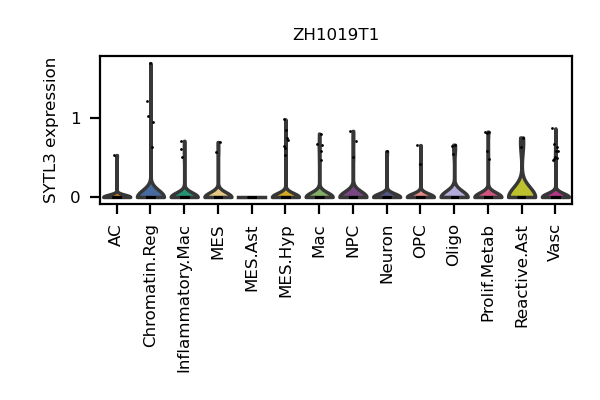 ZH1019T1
SYTL3 expression
1
0
AC
Chromatin.Reg
Inflammatory.Mac
MES
MES.Ast
MES.Hyp
Mac
NPC
Neuron
OPC
Oligo
Prolif.Metab
Reactive.Ast
Vasc